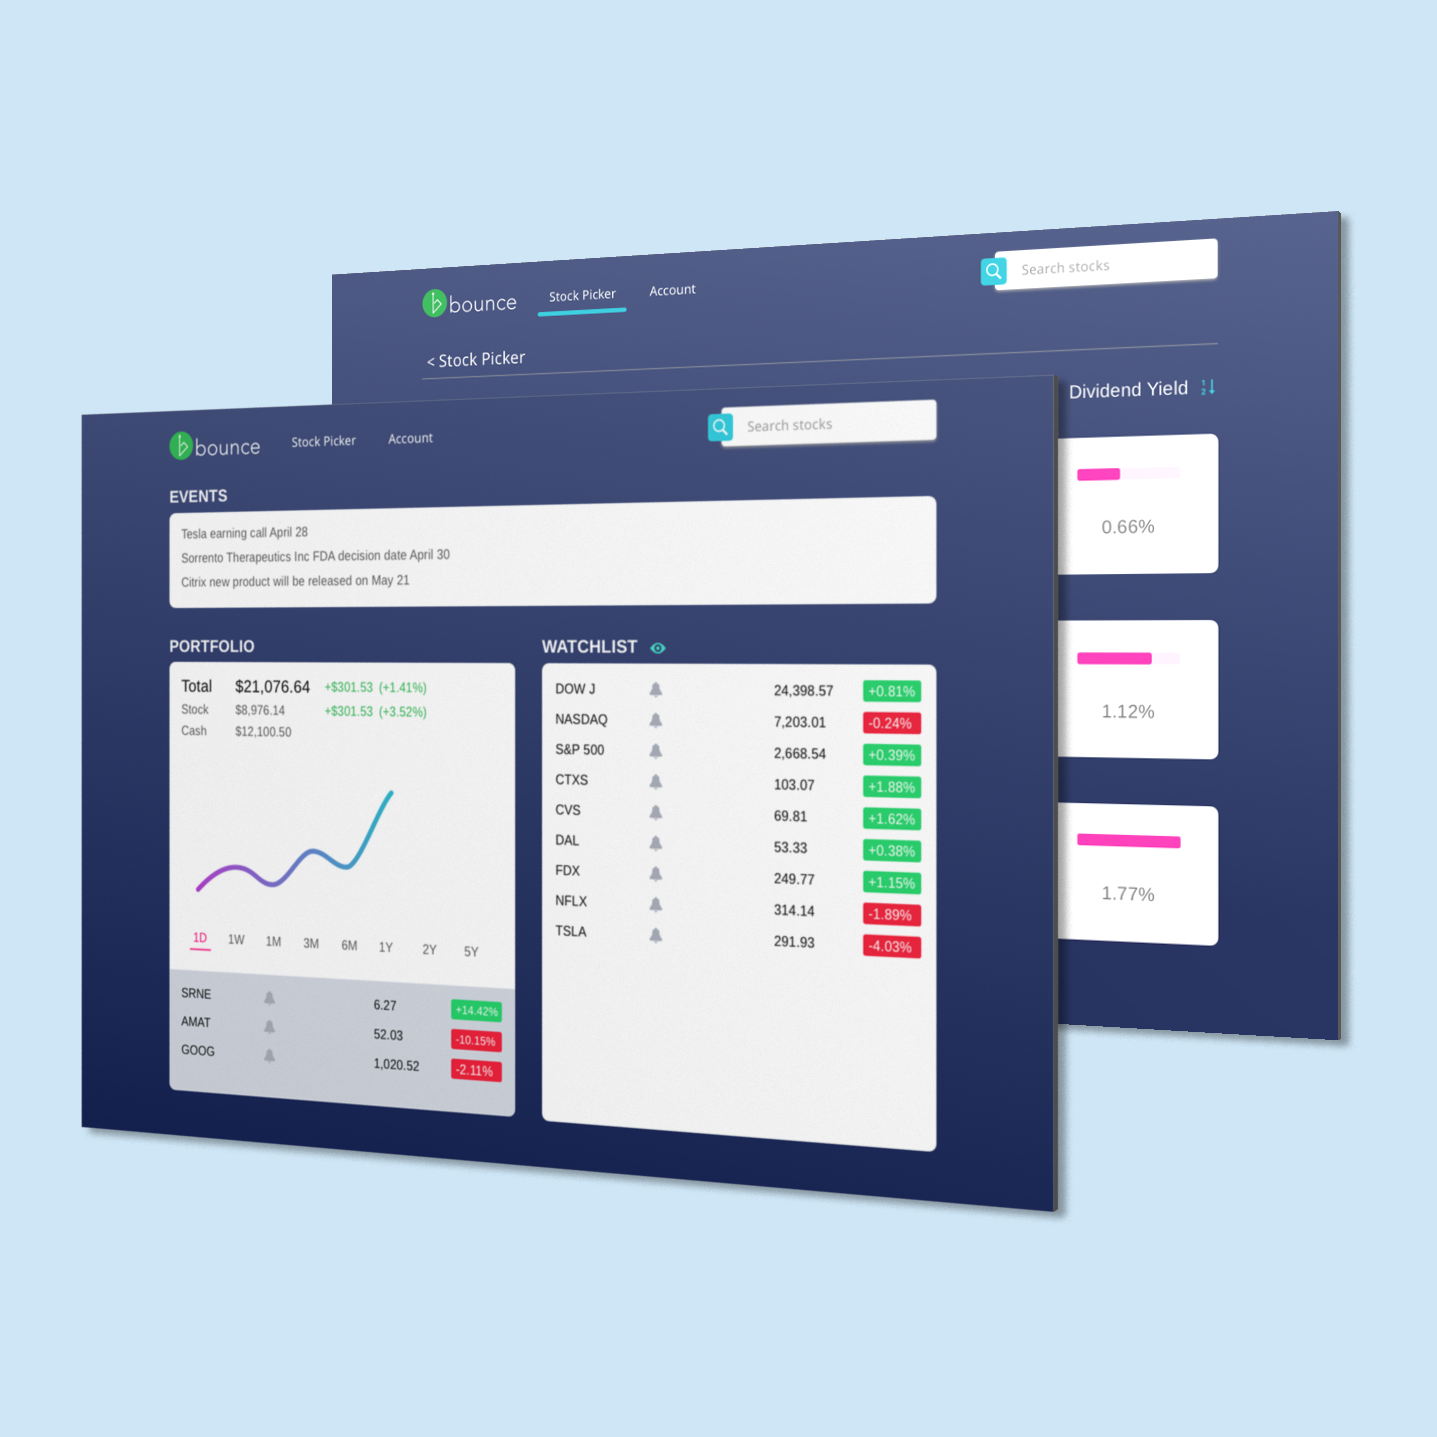 bounce
Stock Picker
Account
Search stocks
< Stock Picker
Dividend Yield
0.66%
1.12%
1.77%
bounce
Stock Picker
Account
Search stocks
EVENTS
Tesla earning call April 28
Sorrento Therapeutics Inc FDA decision date April 30
Citrix new product will be released on May 21
PORTFOLIO
Total $21,076.64 +$301.53 (+1.41%)
Stock $8,976.14 +$301.53 (+3.52%)
Cash $12,100.50
1D 1W 1M 3M 6M 1Y 2Y 5Y
SRNE 6.27 +14.42%
AMAT 52.03 -10.15%
GOOG 1,020.52 -2.11%
WATCHLIST
DOW J 24,398.57 +0.81%
NASDAQ 7,203.01 -0.24%
S&P 500 2,668.54 +0.39%
CTXS 103.07 +1.88%
CVS 69.81 +1.62%
DAL 53.33 +0.38%
FDX 249.77 +1.15%
NFLX 314.14 -1.89%
TSLA 291.93 -4.03%